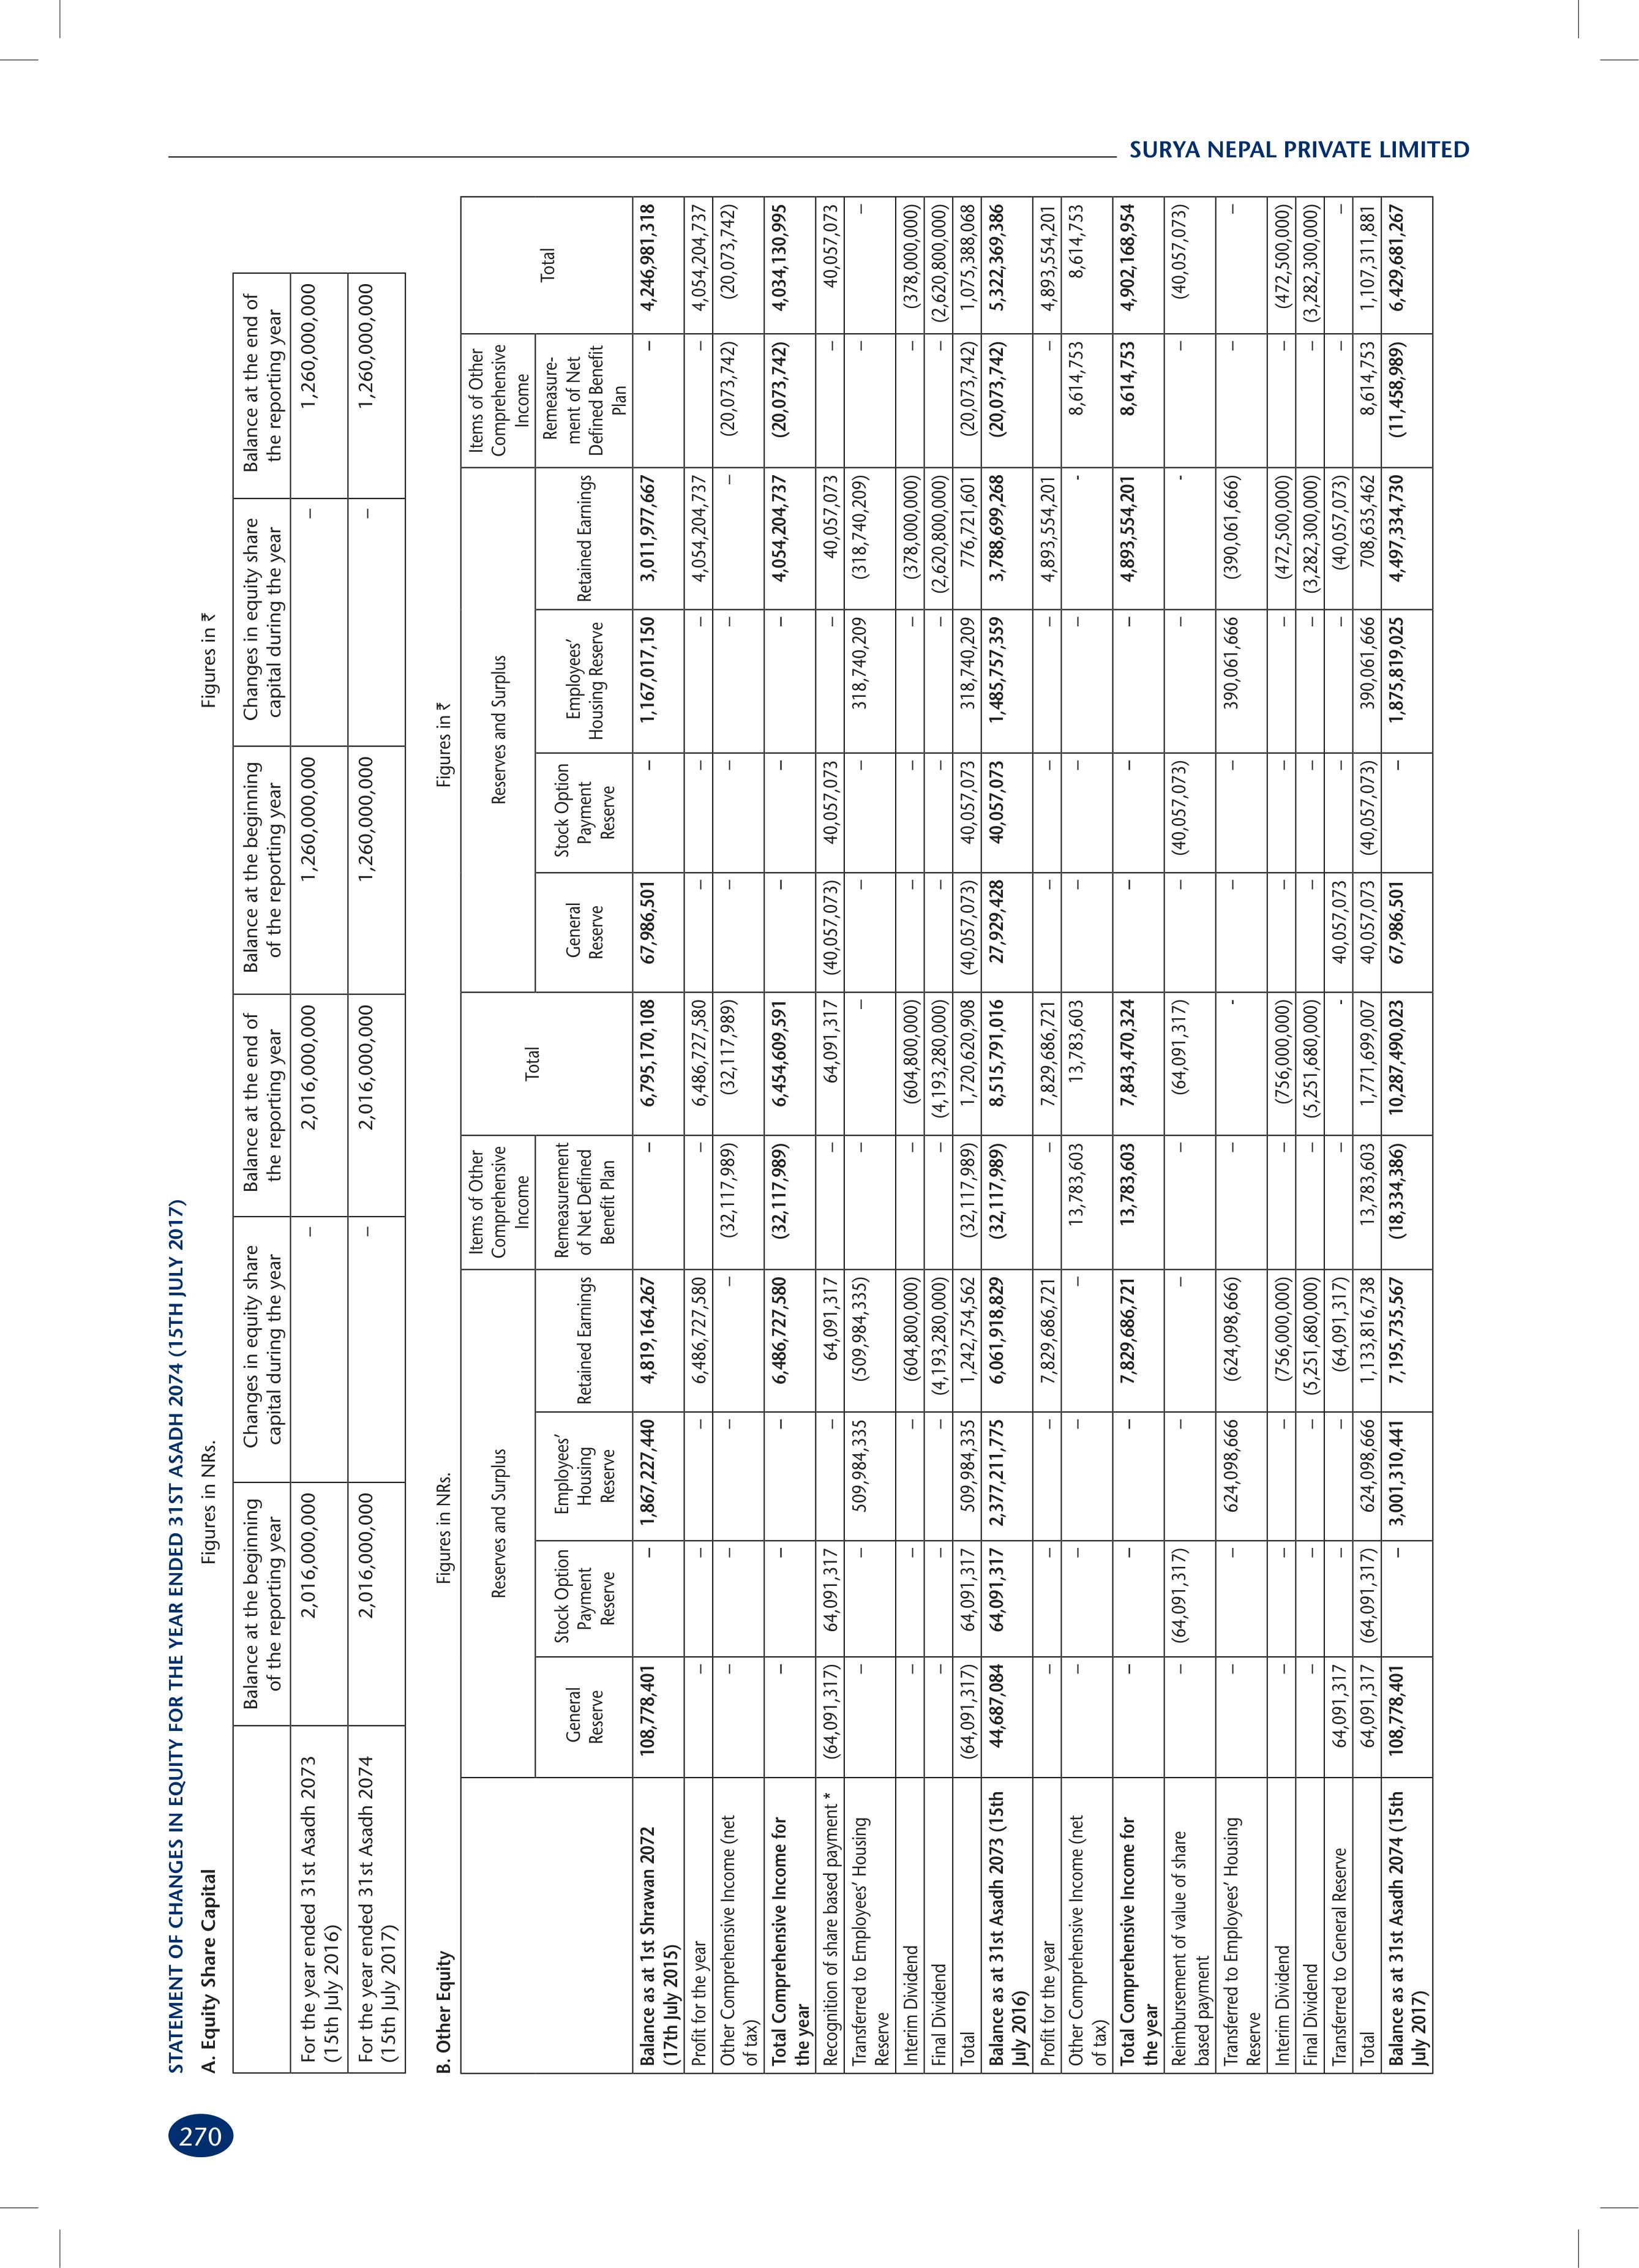 SURYA NEPAL PRIVATE LIMITED
270
STATEMENT OF CHANGES IN EQUITY FOR THE YEAR ENDED 31ST ASADH 2074 (15TH JULY 2017)
A. Equity Share Capital Figures in NRs. Figures in ₹
Balance at the beginning of the reporting year | Changes in equity share capital during the year | Balance at the end of the reporting year | Balance at the beginning of the reporting year | Changes in equity share capital during the year | Balance at the end of the reporting year
For the year ended 31st Asadh 2073 (15th July 2016) | 2,016,000,000 | – | 2,016,000,000 | 1,260,000,000 | – | 1,260,000,000
For the year ended 31st Asadh 2074 (15th July 2017) | 2,016,000,000 | – | 2,016,000,000 | 1,260,000,000 | – | 1,260,000,000
B. Other Equity Figures in NRs. Figures in ₹
Reserves and Surplus | Items of Other Comprehensive Income | Total | Reserves and Surplus | Items of Other Comprehensive Income | Total
General Reserve | Stock Option Payment Reserve | Employees’ Housing Reserve | Retained Earnings | Remeasurement of Net Defined Benefit Plan | General Reserve | Stock Option Payment Reserve | Employees’ Housing Reserve | Retained Earnings | Remeasure-ment of Net Defined Benefit Plan
Balance as at 1st Shrawan 2072 (17th July 2015) | 108,778,401 | – | 1,867,227,440 | 4,819,164,267 | – | 6,795,170,108 | 67,986,501 | – | 1,167,017,150 | 3,011,977,667 | – | 4,246,981,318
Profit for the year | – | – | – | 6,486,727,580 | – | 6,486,727,580 | – | – | – | 4,054,204,737 | – | 4,054,204,737
Other Comprehensive Income (net of tax) | – | – | – | – | (32,117,989) | (32,117,989) | – | – | – | – | (20,073,742) | (20,073,742)
Total Comprehensive Income for the year | – | – | – | 6,486,727,580 | (32,117,989) | 6,454,609,591 | – | – | – | 4,054,204,737 | (20,073,742) | 4,034,130,995
Recognition of share based payment * | (64,091,317) | 64,091,317 | – | 64,091,317 | – | 64,091,317 | (40,057,073) | 40,057,073 | – | 40,057,073 | – | 40,057,073
Transferred to Employees’ Housing Reserve | – | – | 509,984,335 | (509,984,335) | – | – | – | – | 318,740,209 | (318,740,209) | – | –
Interim Dividend | – | – | – | (604,800,000) | – | (604,800,000) | – | – | – | (378,000,000) | – | (378,000,000)
Final Dividend | – | – | – | (4,193,280,000) | – | (4,193,280,000) | – | – | – | (2,620,800,000) | – | (2,620,800,000)
Total | (64,091,317) | 64,091,317 | 509,984,335 | 1,242,754,562 | (32,117,989) | 1,720,620,908 | (40,057,073) | 40,057,073 | 318,740,209 | 776,721,601 | (20,073,742) | 1,075,388,068
Balance as at 31st Asadh 2073 (15th July 2016) | 44,687,084 | 64,091,317 | 2,377,211,775 | 6,061,918,829 | (32,117,989) | 8,515,791,016 | 27,929,428 | 40,057,073 | 1,485,757,359 | 3,788,699,268 | (20,073,742) | 5,322,369,386
Profit for the year | – | – | – | 7,829,686,721 | – | 7,829,686,721 | – | – | – | 4,893,554,201 | – | 4,893,554,201
Other Comprehensive Income (net of tax) | – | – | – | – | 13,783,603 | 13,783,603 | – | – | – | - | 8,614,753 | 8,614,753
Total Comprehensive Income for the year | – | – | – | 7,829,686,721 | 13,783,603 | 7,843,470,324 | – | – | – | 4,893,554,201 | 8,614,753 | 4,902,168,954
Reimbursement of value of share based payment | – | (64,091,317) | – | – | – | (64,091,317) | – | (40,057,073) | – | - | – | (40,057,073)
Transferred to Employees’ Housing Reserve | – | – | 624,098,666 | (624,098,666) | – | - | – | – | 390,061,666 | (390,061,666) | – | –
Interim Dividend | – | – | – | (756,000,000) | – | (756,000,000) | – | – | – | (472,500,000) | – | (472,500,000)
Final Dividend | – | – | – | (5,251,680,000) | – | (5,251,680,000) | – | – | – | (3,282,300,000) | – | (3,282,300,000)
Transferred to General Reserve | 64,091,317 | – | – | (64,091,317) | – | - | 40,057,073 | – | – | (40,057,073) | – | –
Total | 64,091,317 | (64,091,317) | 624,098,666 | 1,133,816,738 | 13,783,603 | 1,771,699,007 | 40,057,073 | (40,057,073) | 390,061,666 | 708,635,462 | 8,614,753 | 1,107,311,881
Balance as at 31st Asadh 2074 (15th July 2017) | 108,778,401 | – | 3,001,310,441 | 7,195,735,567 | (18,334,386) | 10,287,490,023 | 67,986,501 | – | 1,875,819,025 | 4,497,334,730 | (11,458,989) | 6,429,681,267